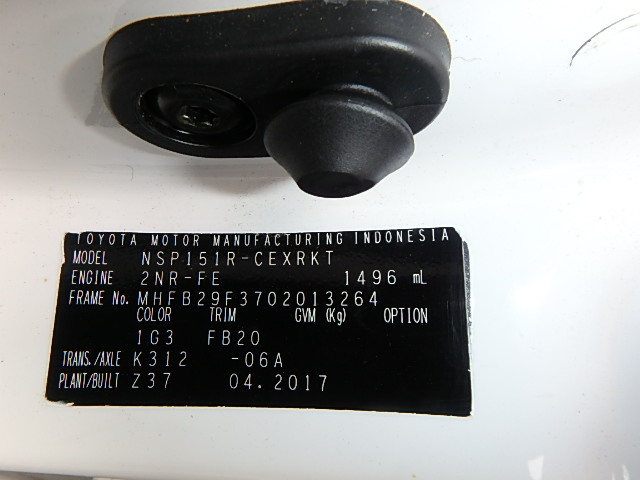 TOYOTA MOTOR MANUFACTURING INDONESIA
MODEL NSP151R-CEXRKT
ENGINE 2NR-FE 1496 mL
FRAME No. MHFB29F3702013264
COLOR TRIM GVM (Kg) OPTION
1G3 FB20
TRANS./AXLE K312 -06A
PLANT/BUILT Z37 04.2017